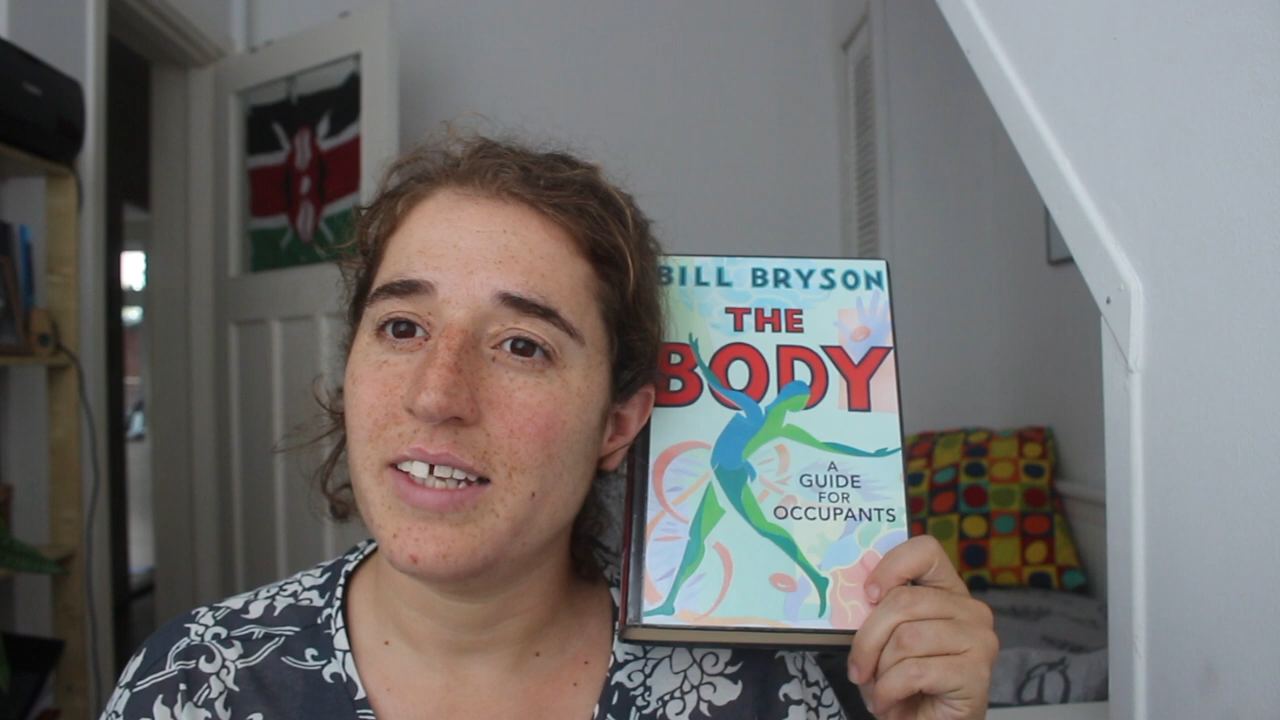 BILL BRYSON
THE
BODY
A
GUIDE
FOR
OCCUPANTS